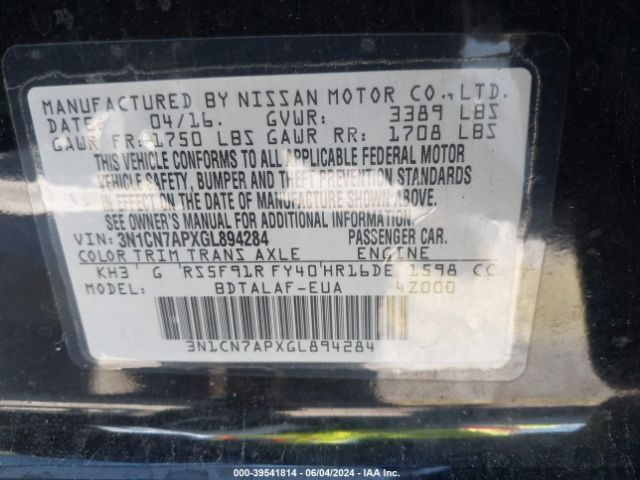 MANUFACTURED BY NISSAN MOTOR CO.,LTD.
DATE: 04/16. GVWR: 3389 LBS
GAWR FR: 1750 LBS GAWR RR: 1708 LBS
THIS VEHICLE CONFORMS TO ALL APPLICABLE FEDERAL MOTOR
VEHICLE SAFETY, BUMPER AND THEFT PREVENTION STANDARDS
IN EFFECT ON THE DATE OF MANUFACTURE SHOWN ABOVE.
SEE OWNER'S MANUAL FOR ADDITIONAL INFORMATION
VIN: 3N1CN7APXGL894284 PASSENGER CAR.
COLOR TRIM TRANS AXLE ENGINE
KH3 G RS5F91R FY40 HR16DE 1598 CC
MODEL: BDTALAF-EUA 4Z000
3N1CN7APXGL894284
000-39541814 - 06/04/2024 - IAA Inc.